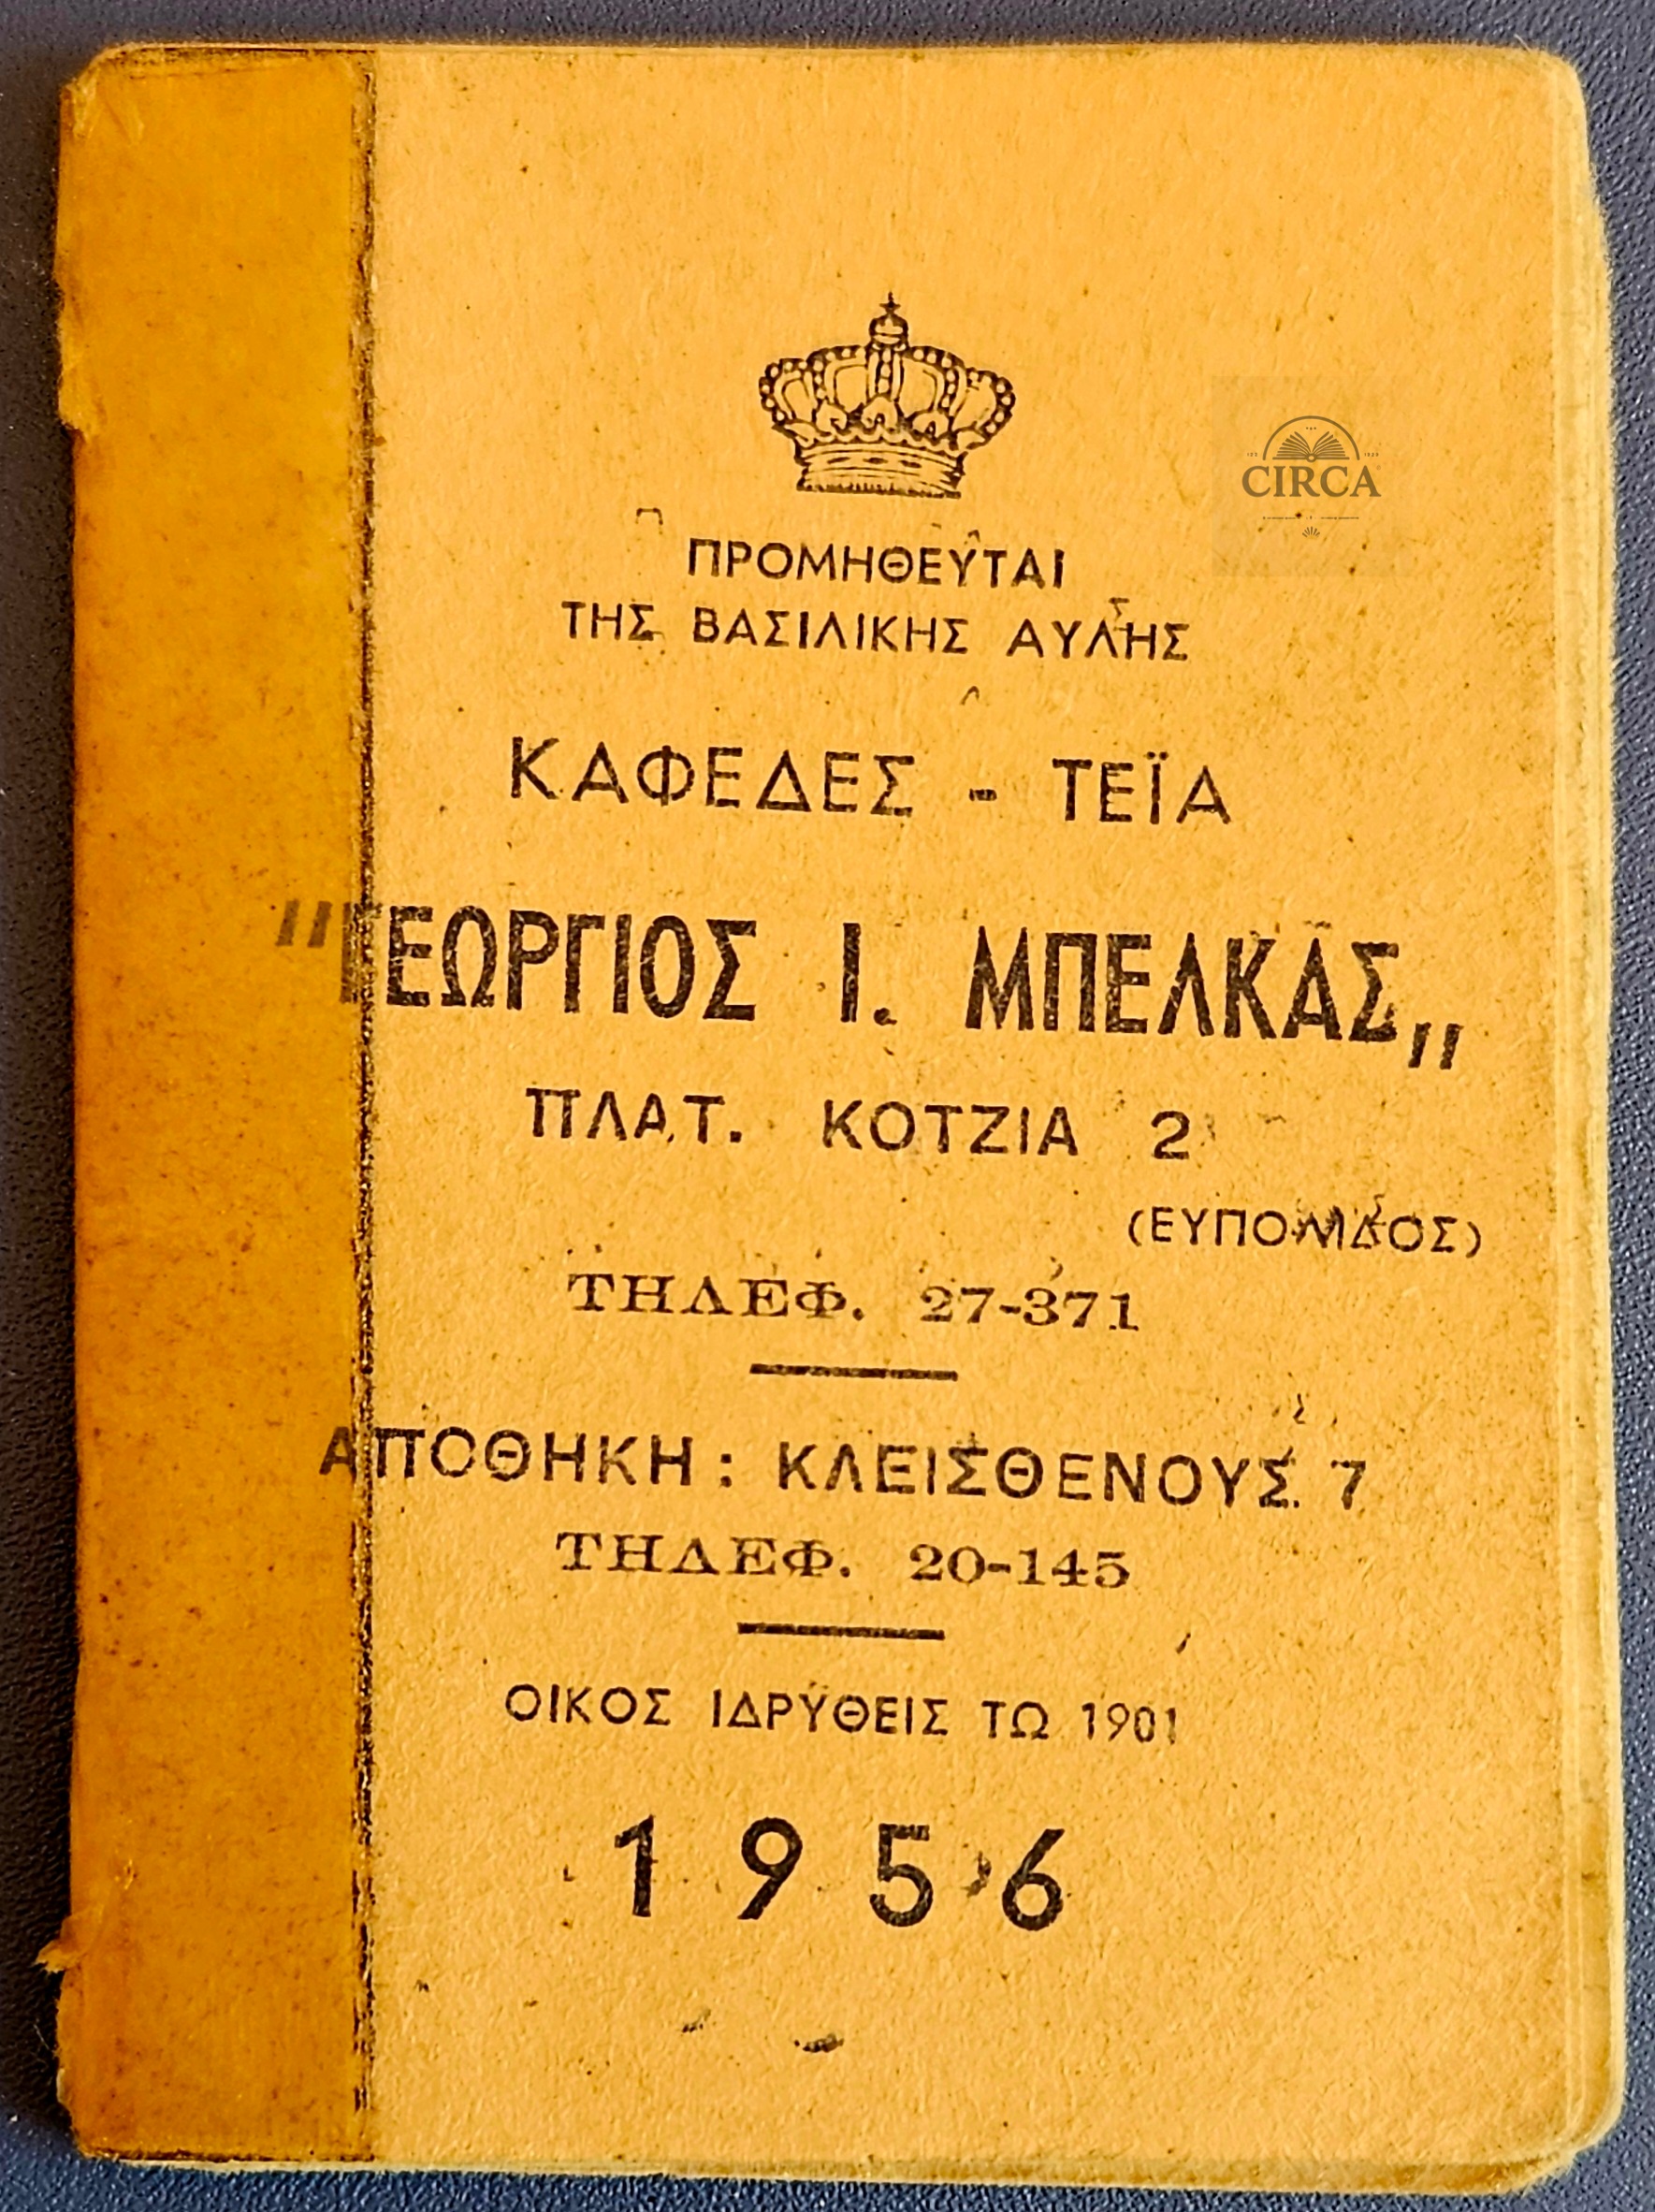 CIRCA
ΠΡΟΜΗΘΕΥΤΑΙ
ΤΗΣ ΒΑΣΙΛΙΚΗΣ ΑΥΛΗΣ
ΚΑΦΕΔΕΣ - ΤΕΪΑ
"ΓΕΩΡΓΙΟΣ Ι. ΜΠΕΛΚΑΣ„
ΠΛΑΤ. ΚΟΤΖΙΑ 2
(ΕΥΠΟΛΙΔΟΣ)
ΤΗΛΕΦ. 27-371
ΑΠΟΘΗΚΗ : ΚΛΕΙΣΘΕΝΟΥΣ 7
ΤΗΛΕΦ. 20-145
ΟΙΚΟΣ ΙΔΡΥΘΕΙΣ ΤΩ 1901
1956